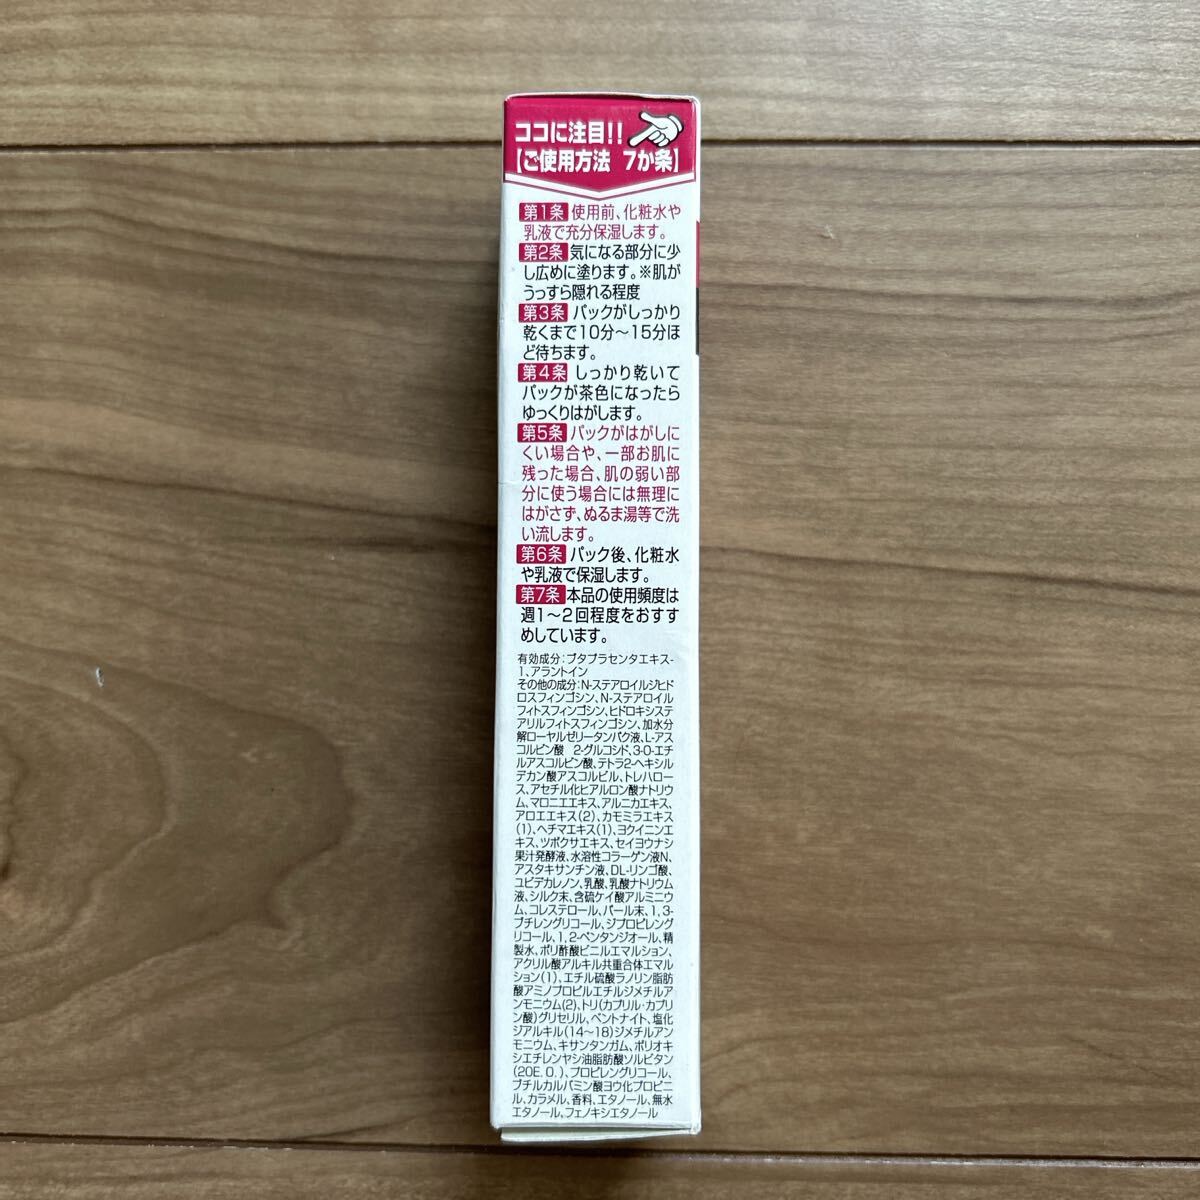 ココに注目!!
【ご使用方法 7か条】
第1条 使用前、化粧水や
乳液で充分保湿します。
第2条 気になる部分に少
し広めに塗ります。※肌が
うっすら隠れる程度
第3条 パックがしっかり
乾くまで10分〜15分ほ
ど待ちます。
第4条 しっかり乾いて
パックが茶色になったら
ゆっくりはがします。
第5条 パックがはがしに
くい場合や、一部お肌に
残った場合、肌の弱い部
分に使う場合には無理に
はがさず、ぬるま湯等で洗
い流します。
第6条 パック後、化粧水
や乳液で保湿します。
第7条 本品の使用頻度は
週1〜2回程度をおすす
めしています。
有効成分:プタプラセンタエキス-
1、アラントイン
その他の成分:N-ステアロイルジヒド
ロスフィンゴシン、N-ステアロイル
フィトスフィンゴシン、ヒドロキシステ
アリルフィトスフィンゴシン、加水分
解ローヤルゼリータンパク液、L-アス
コルビン酸 2-グルコシド、3-O-エチ
ルアスコルビン酸、テトラ2-ヘキシル
デカン酸アスコルビル、トレハロー
ス、アセチル化ヒアルロン酸ナトリウ
ム、マロニエエキス、アルニカエキス、
アロエエキス(2)、カモミラエキス
(1)、ヘチマエキス(1)、ヨクイニンエ
キス、ツボクサエキス、セイヨウナシ
果汁発酵液、水溶性コラーゲン液N、
アスタキサンチン液、DL-リンゴ酸、
ユビデカレノン、乳酸、乳酸ナトリウム
液、シルク末、含硫ケイ酸アルミニウ
ム、コレステロール、パール末、1,3-
ブチレングリコール、ジプロピレング
リコール、1,2-ペンタンジオール、精
製水、ポリ酢酸ビニルエマルション、
アクリル酸アルキル共重合体エマル
ション(1)、エチル硫酸ラノリン脂肪
酸アミノプロピルエチルジメチルア
ンモニウム(2)、トリ(カプリル・カプリ
ン酸)グリセリル、ベントナイト、塩化
ジアルキル(14〜18)ジメチルアン
モニウム、キサンタンガム、ポリオキ
シエチレンヤシ油脂肪酸ソルビタン
(20E.O.)、プロピレングリコール、
ブチルカルバミン酸ヨウ化プロピニ
ル、カラメル、香料、エタノール、無水
エタノール、フェノキシエタノール